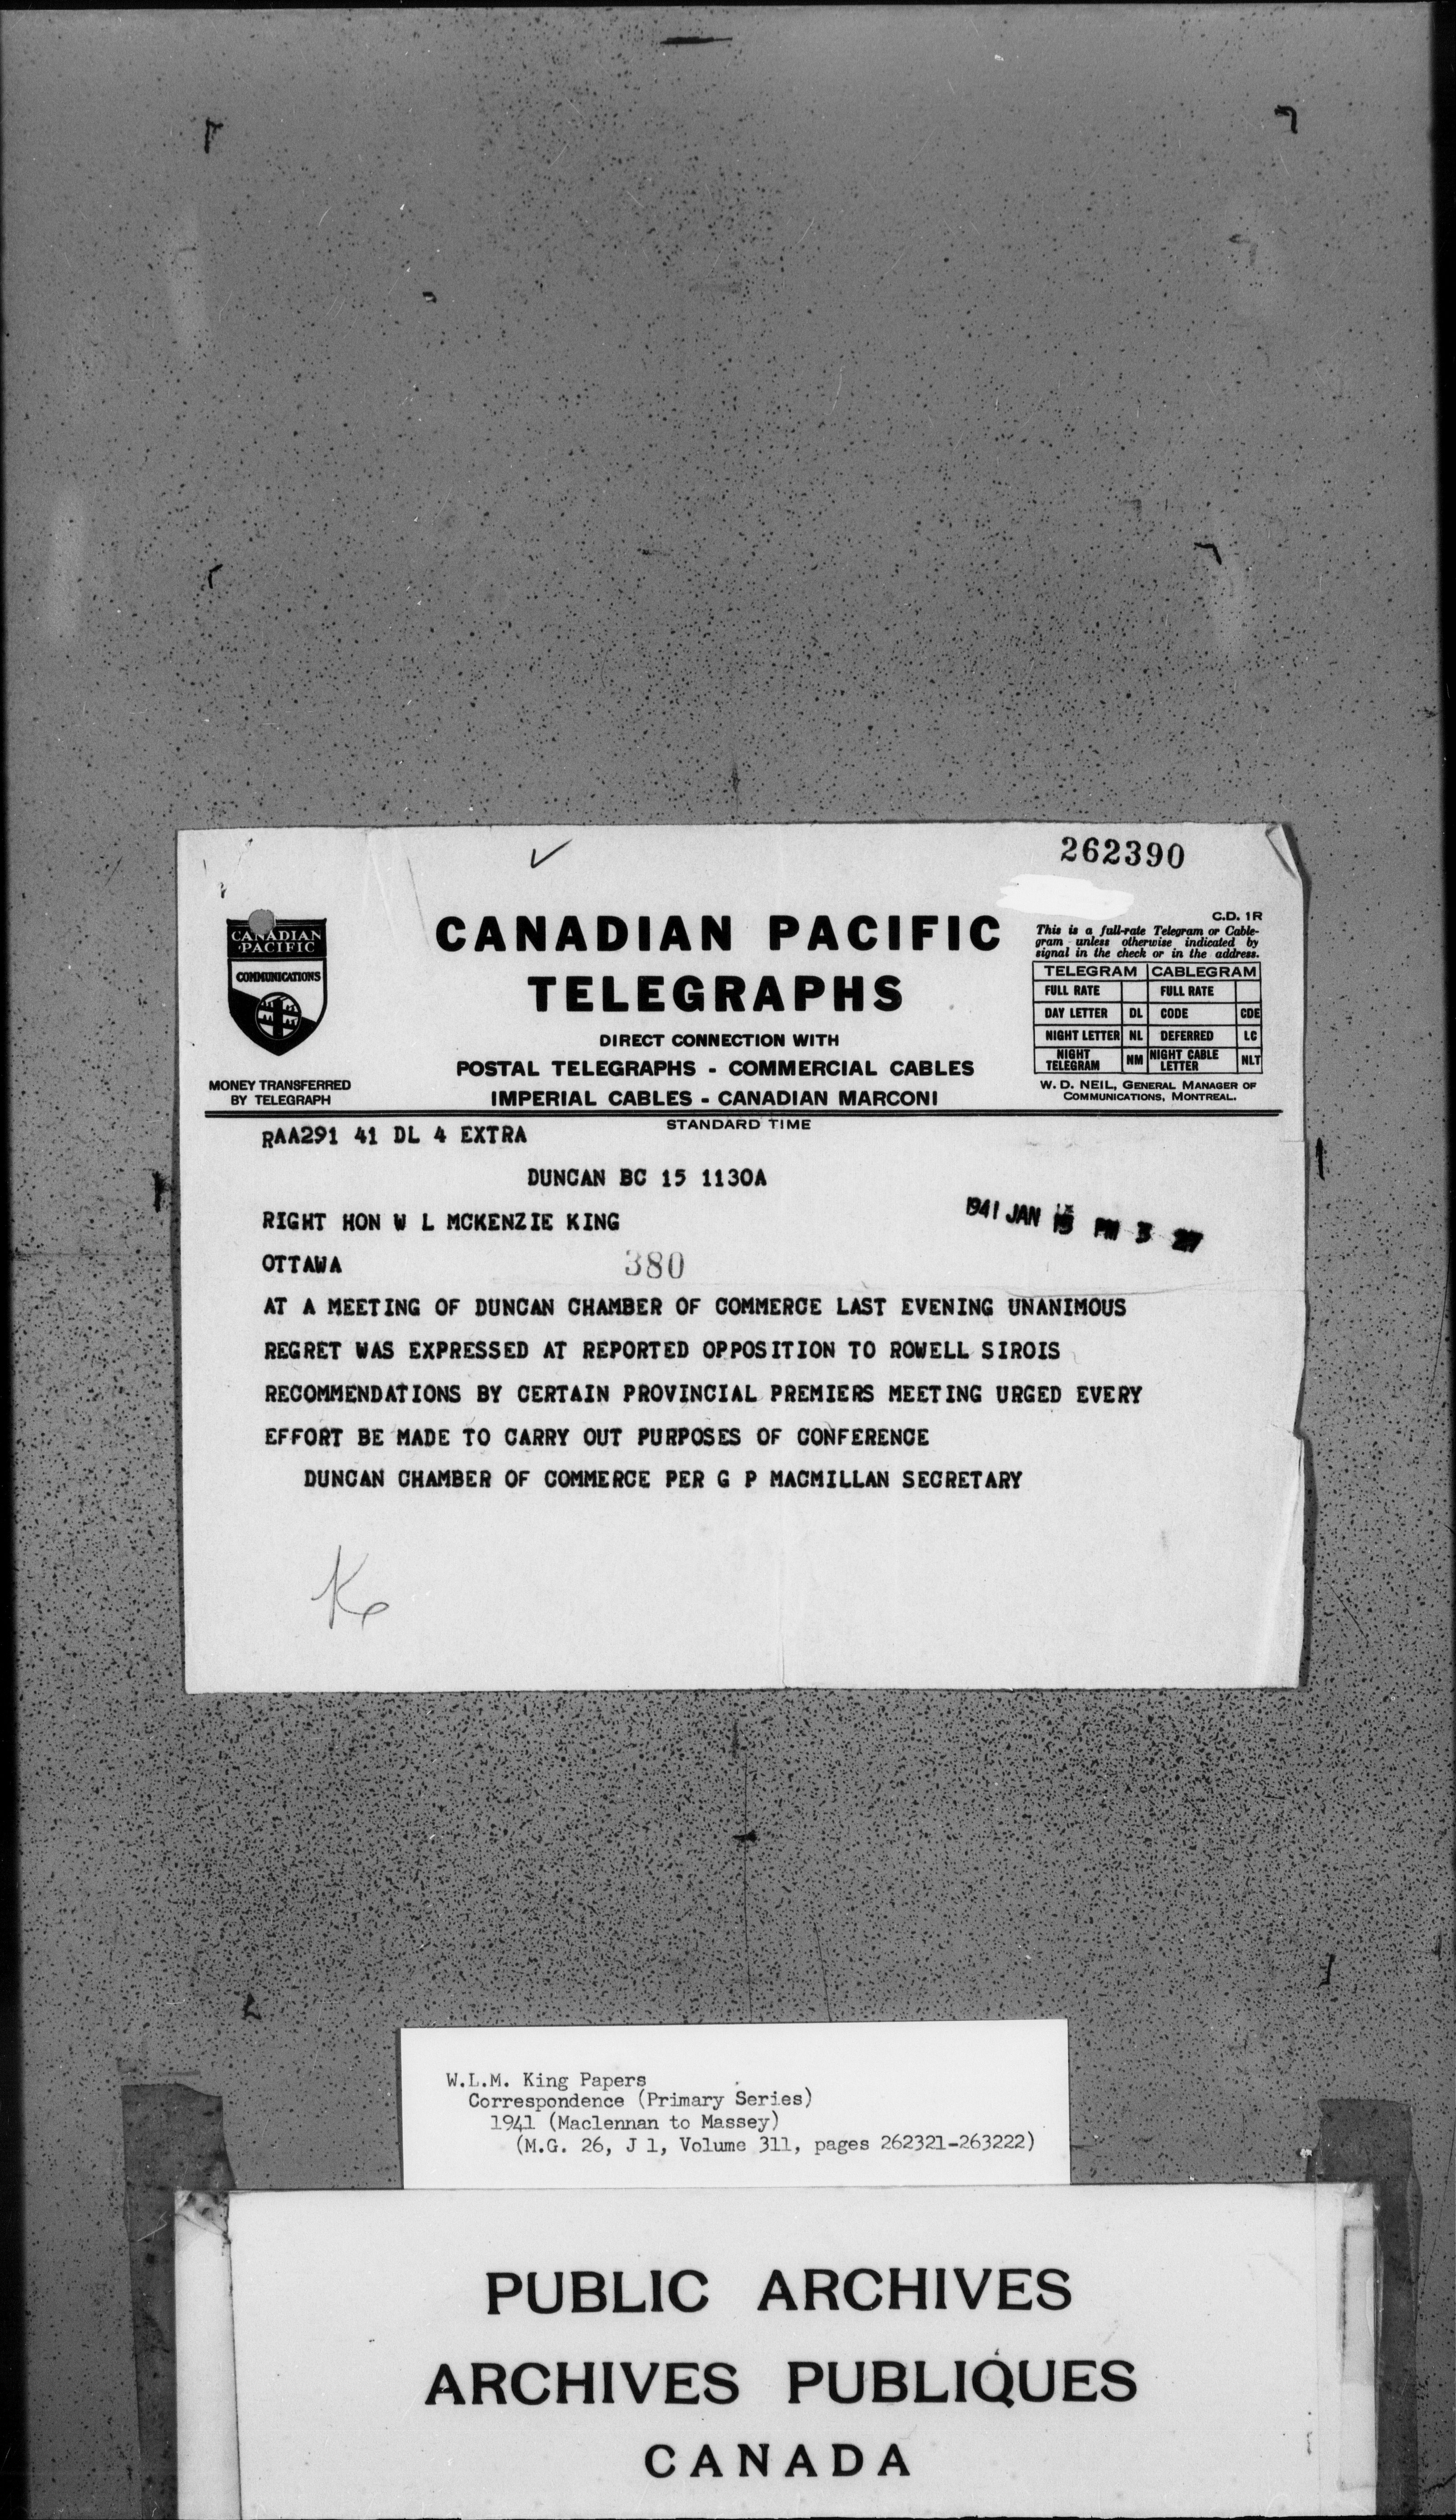 262390
CANADIAN PACIFIC
COMMUNICATIONS
MONEY TRANSFERRED
BY TELEGRAPH
CANADIAN PACIFIC
TELEGRAPHS
DIRECT CONNECTION WITH
POSTAL TELEGRAPHS - COMMERCIAL CABLES
IMPERIAL CABLES - CANADIAN MARCONI
C.D. 1R
This is a full-rate Telegram or Cable-
gram unless otherwise indicated by
signal in the check or in the address.
TELEGRAM CABLEGRAM
FULL RATE FULL RATE
DAY LETTER DL CODE CDE
NIGHT LETTER NL DEFERRED LC
NIGHT TELEGRAM NM NIGHT CABLE LETTER NLT
W. D. NEIL, GENERAL MANAGER OF
COMMUNICATIONS, MONTREAL.
STANDARD TIME
RAA291 41 DL 4 EXTRA
DUNCAN BC 15 1130A
RIGHT HON W L MCKENZIE KING
1941 JAN 15 PM 3 27
OTTAWA
380
AT A MEETING OF DUNCAN CHAMBER OF COMMERCE LAST EVENING UNANIMOUS
REGRET WAS EXPRESSED AT REPORTED OPPOSITION TO ROWELL SIROIS
RECOMMENDATIONS BY CERTAIN PROVINCIAL PREMIERS MEETING URGED EVERY
EFFORT BE MADE TO CARRY OUT PURPOSES OF CONFERENCE
DUNCAN CHAMBER OF COMMERCE PER G P MACMILLAN SECRETARY
K
W.L.M. King Papers
Correspondence (Primary Series)
1941 (Maclennan to Massey)
(M.G. 26, J 1, Volume 311, pages 262321-263222)
PUBLIC ARCHIVES
ARCHIVES PUBLIQUES
CANADA